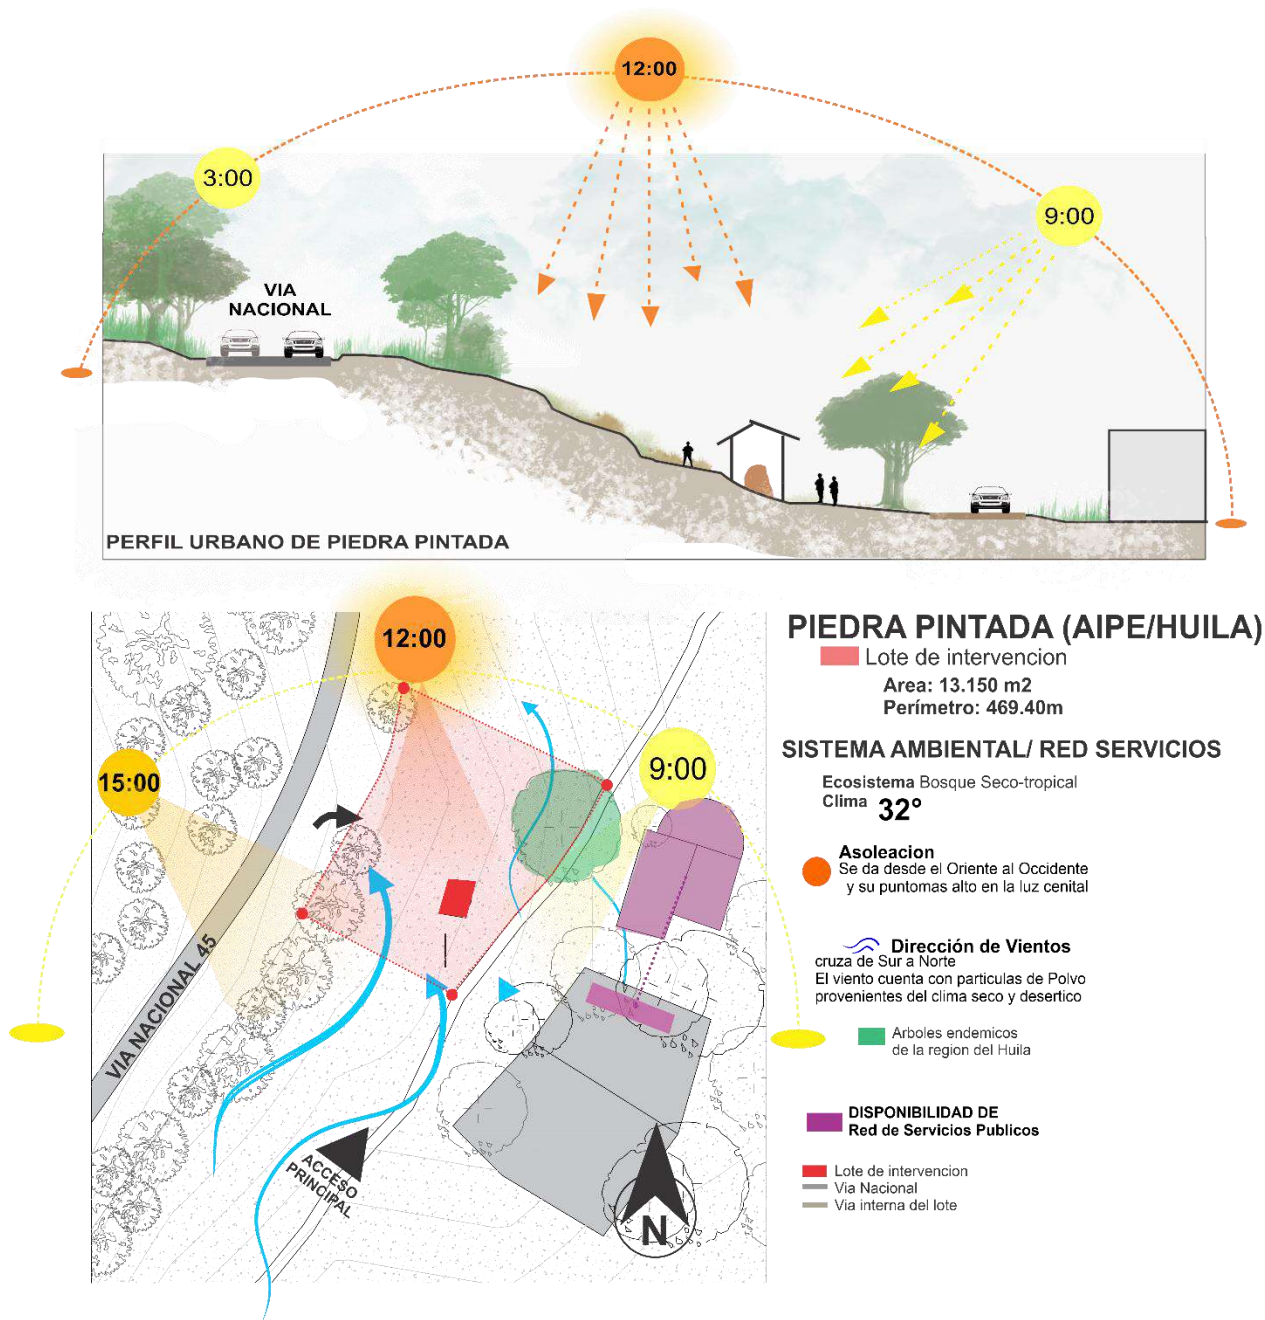 12:00
3:00
9:00
VIA
NACIONAL
PERFIL URBANO DE PIEDRA PINTADA
12:00
15:00
9:00
VIA NACIONAL 45
ACCESO
PRINCIPAL
N
PIEDRA PINTADA (AIPE/HUILA)
Lote de intervencion
Area: 13.150 m2
Perímetro: 469.40m
SISTEMA AMBIENTAL/ RED SERVICIOS
Ecosistema Bosque Seco-tropical
Clima 32°
Asoleacion
Se da desde el Oriente al Occidente
y su puntomas alto en la luz cenital
Dirección de Vientos
cruza de Sur a Norte
El viento cuenta con particulas de Polvo
provenientes del clima seco y desertico
Arboles endemicos
de la region del Huila
DISPONIBILIDAD DE
Red de Servicios Publicos
Lote de intervencion
Via Nacional
Via interna del lote